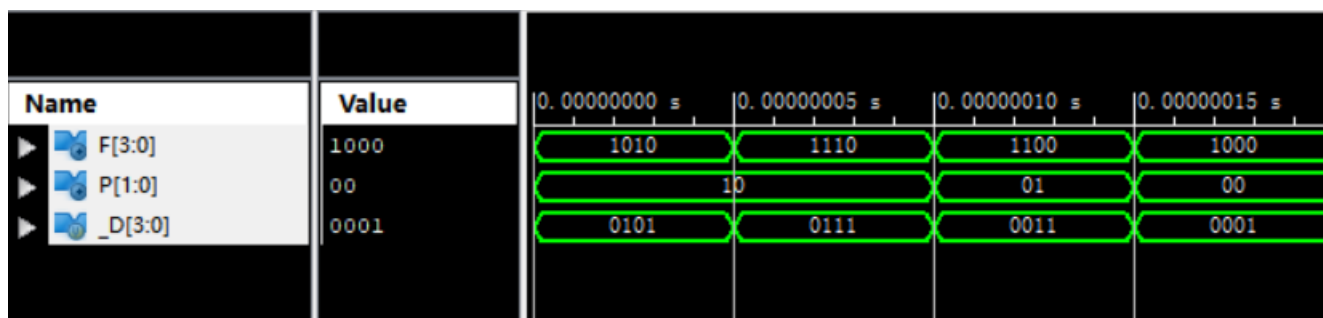 Name Value 0.00000000 s 0.00000005 s 0.00000010 s 0.00000015 s
F[3:0] 1000 1010 1110 1100 1000
P[1:0] 00 10 01 00
_D[3:0] 0001 0101 0111 0011 0001